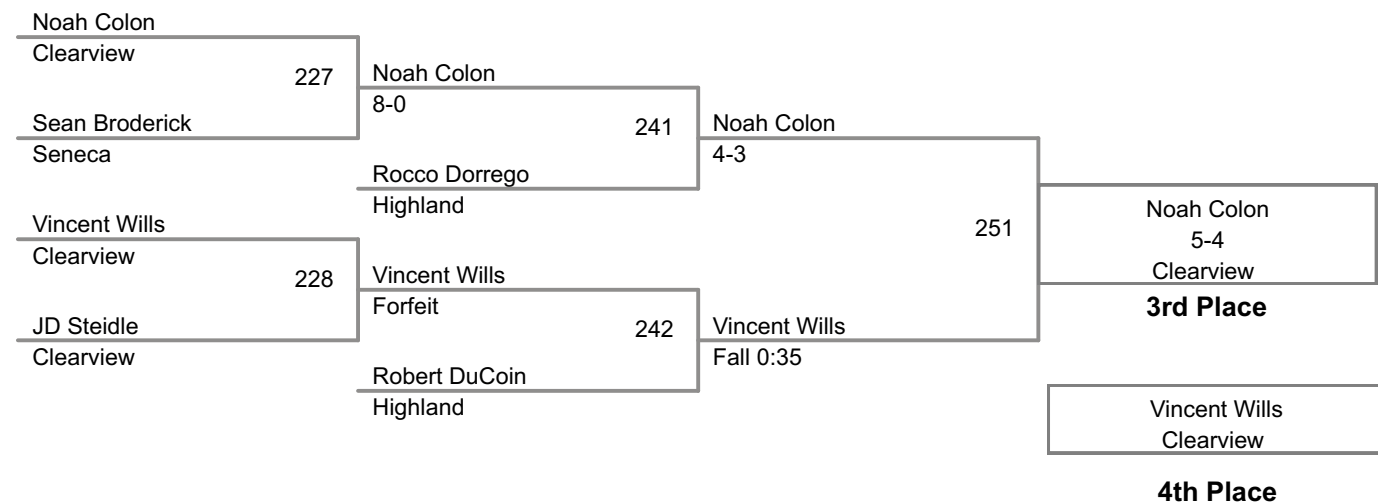 Noah Colon
Clearview
227
Sean Broderick
Seneca
Vincent Wills
Clearview
228
JD Steidle
Clearview
Noah Colon
8-0
241
Rocco Dorrego
Highland
Vincent Wills
Forfeit
242
Robert DuCoin
Highland
Noah Colon
4-3
251
Vincent Wills
Fall 0:35
Noah Colon
5-4
Clearview
3rd Place
Vincent Wills
Clearview
4th Place